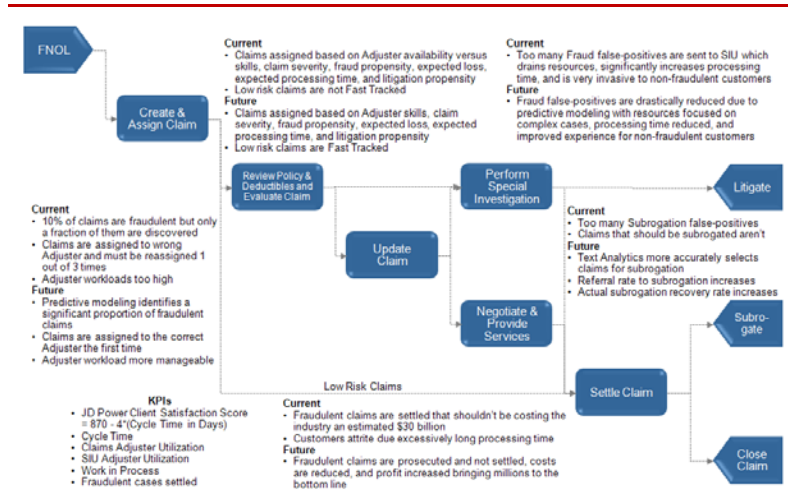 FNOL
Create &
Assign Claim
Current
• Claims assigned based on Adjuster availability versus
skills, claim severity, fraud propensity, expected loss,
expected processing time, and litigation propensity
• Low risk claims are not Fast Tracked
Future
• Claims assigned based on Adjuster skills, claim
severity, fraud propensity, expected loss, expected
processing time, and litigation propensity
• Low risk claims are Fast Tracked
Current
• Too many Fraud false-positives are sent to SIU which
drains resources, significantly increases processing
time, and is very invasive to non-fraudulent customers
Future
• Fraud false-positives are drastically reduced due to
predictive modeling with resources focused on
complex cases, processing time reduced, and
improved experience for non-fraudulent customers
Review Policy &
Deductibles and
Evaluate Claim
Perform
Special
Investigation
Litigate
Current
• 10% of claims are fraudulent but only
a fraction of them are discovered
• Claims are assigned to wrong
Adjuster and must be reassigned 1
out of 3 times
• Adjuster workloads too high
Future
• Predictive modeling identifies a
significant proportion of fraudulent
claims
• Claims are assigned to the correct
Adjuster the first time
• Adjuster workload more manageable
Update
Claim
Current
• Too many Subrogation false-positives
• Claims that should be subrogated aren't
Future
• Text Analytics more accurately selects
claims for subrogation
• Referral rate to subrogation increases
• Actual subrogation recovery rate increases
Negotiate &
Provide
Services
Subro-
gate
Low Risk Claims
Settle Claim
KPIs
• JD Power Client Satisfaction Score
= 870 - 4*(Cycle Time in Days)
• Cycle Time
• Claims Adjuster Utilization
• SIU Adjuster Utilization
• Work in Process
• Fraudulent cases settled
Current
• Fraudulent claims are settled that shouldn't be costing the
industry an estimated $30 billion
• Customers attrite due excessively long processing time
Future
• Fraudulent claims are prosecuted and not settled, costs
are reduced, and profit increased bringing millions to the
bottom line
Close
Claim